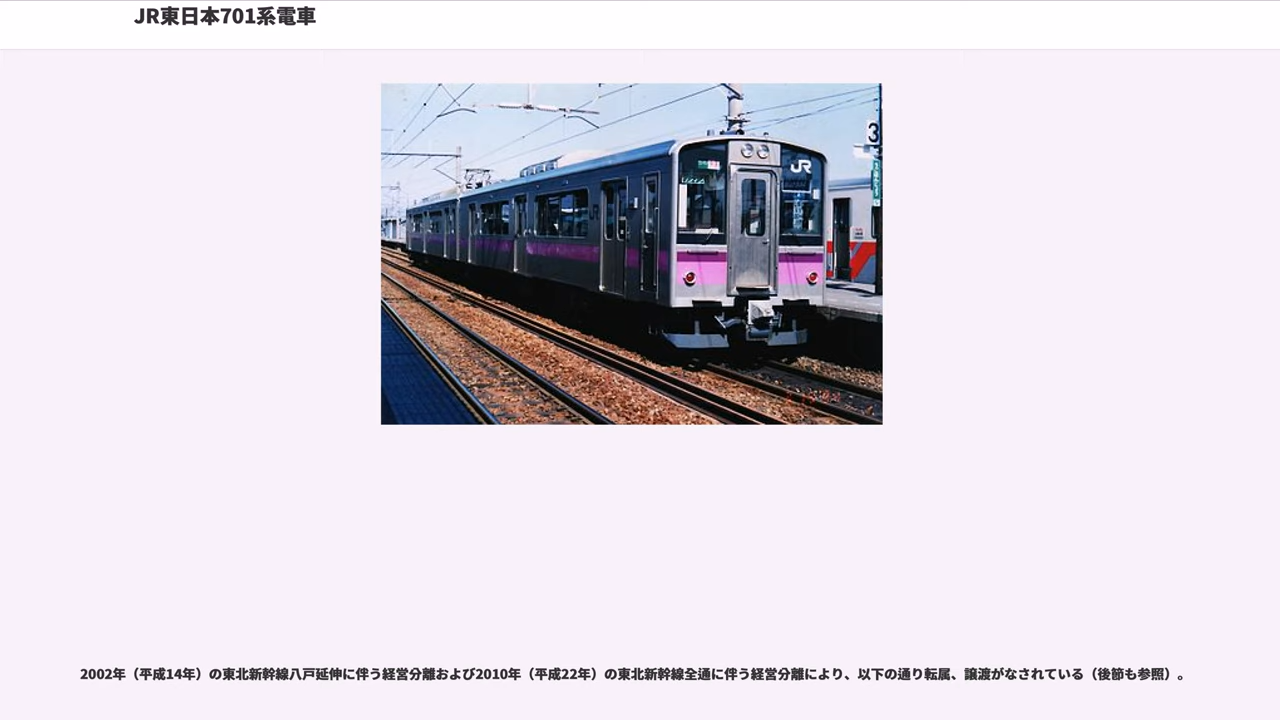 JR東日本701系電車
JR
3
2002年（平成14年）の東北新幹線八戸延伸に伴う経営分離および2010年（平成22年）の東北新幹線全通に伴う経営分離により、以下の通り転属、譲渡がなされている（後節も参照）。